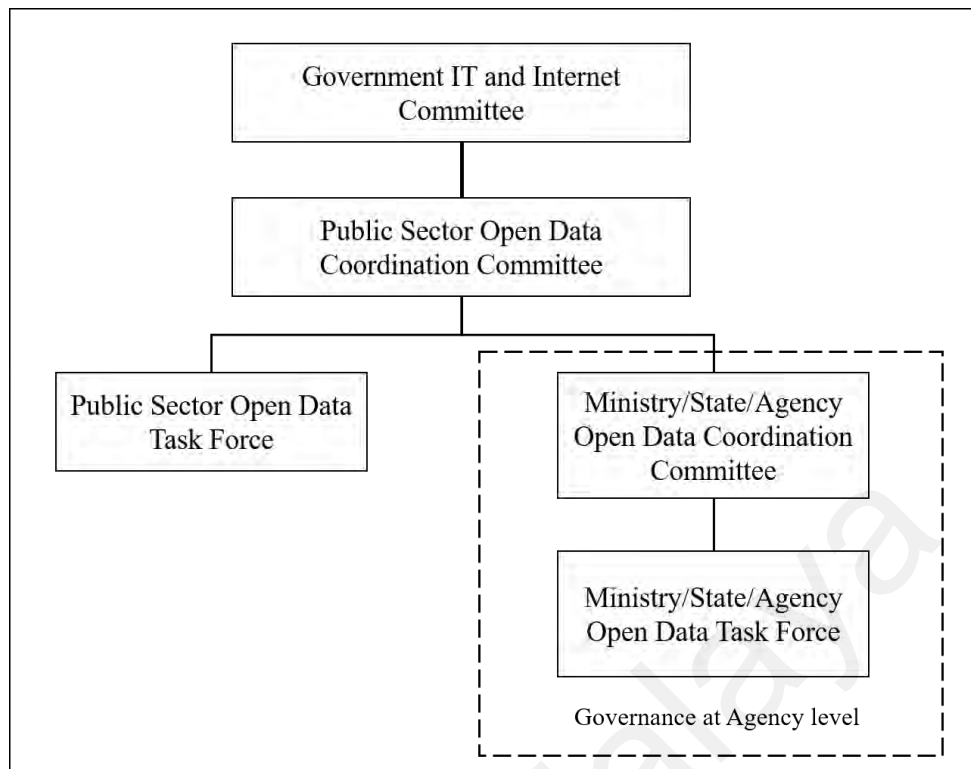 Government IT and Internet
Committee
Public Sector Open Data
Coordination Committee
Public Sector Open Data
Task Force
Ministry/State/Agency
Open Data Coordination
Committee
Ministry/State/Agency
Open Data Task Force
Governance at Agency level
alaya